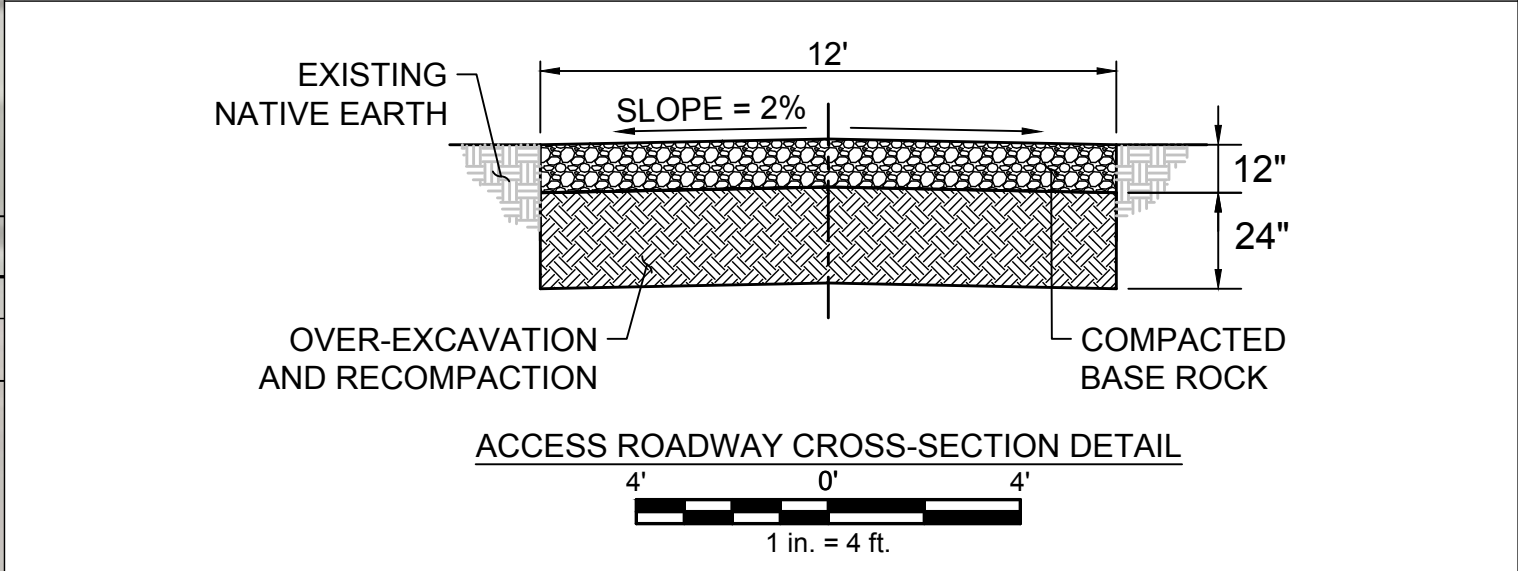 12'
EXISTING
NATIVE EARTH
SLOPE = 2%
12"
24"
OVER-EXCAVATION
AND RECOMPACTION
COMPACTED
BASE ROCK
ACCESS ROADWAY CROSS-SECTION DETAIL
4' 0' 4'
1 in. = 4 ft.